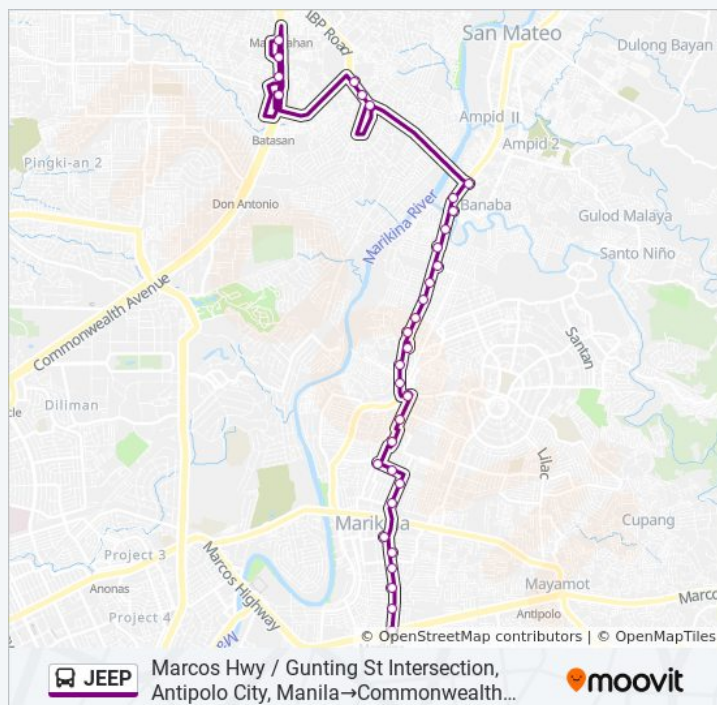 San Mateo
IBP Road
Dulong Bayan
Ampid II
Ampid 2
Batasan
Pingki-an 2
Don Antonio
Banaba
Marikina River
Gulod Malaya
Santo Niño
Commonwealth Avenue
Santan
Diliman
Lilac
Cupang
Project 3
Marcos Highway
Mayamot
Anonas
Antipolo
Project 4
© OpenStreetMap contributors | © OpenMapTiles
JEEP
Marcos Hwy / Gunting St Intersection,
Antipolo City, Manila→Commonwealth…
moovit